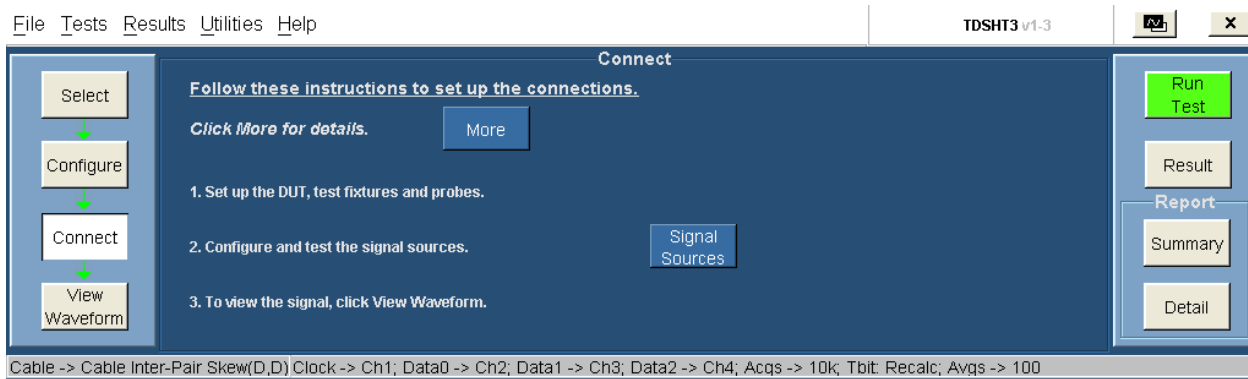 File Tests Results Utilities Help
TDSHT3 v1-3
x
Connect
Select
Follow these instructions to set up the connections.
Click More for details.
More
Configure
1. Set up the DUT, test fixtures and probes.
Connect
2. Configure and test the signal sources.
Signal
Sources
View
Waveform
3. To view the signal, click View Waveform.
Run
Test
Result
Report
Summary
Detail
Cable -> Cable Inter-Pair Skew(D,D) Clock -> Ch1; Data0 -> Ch2; Data1 -> Ch3; Data2 -> Ch4; Acqs -> 10k; Tbit: Recalc; Avgs -> 100